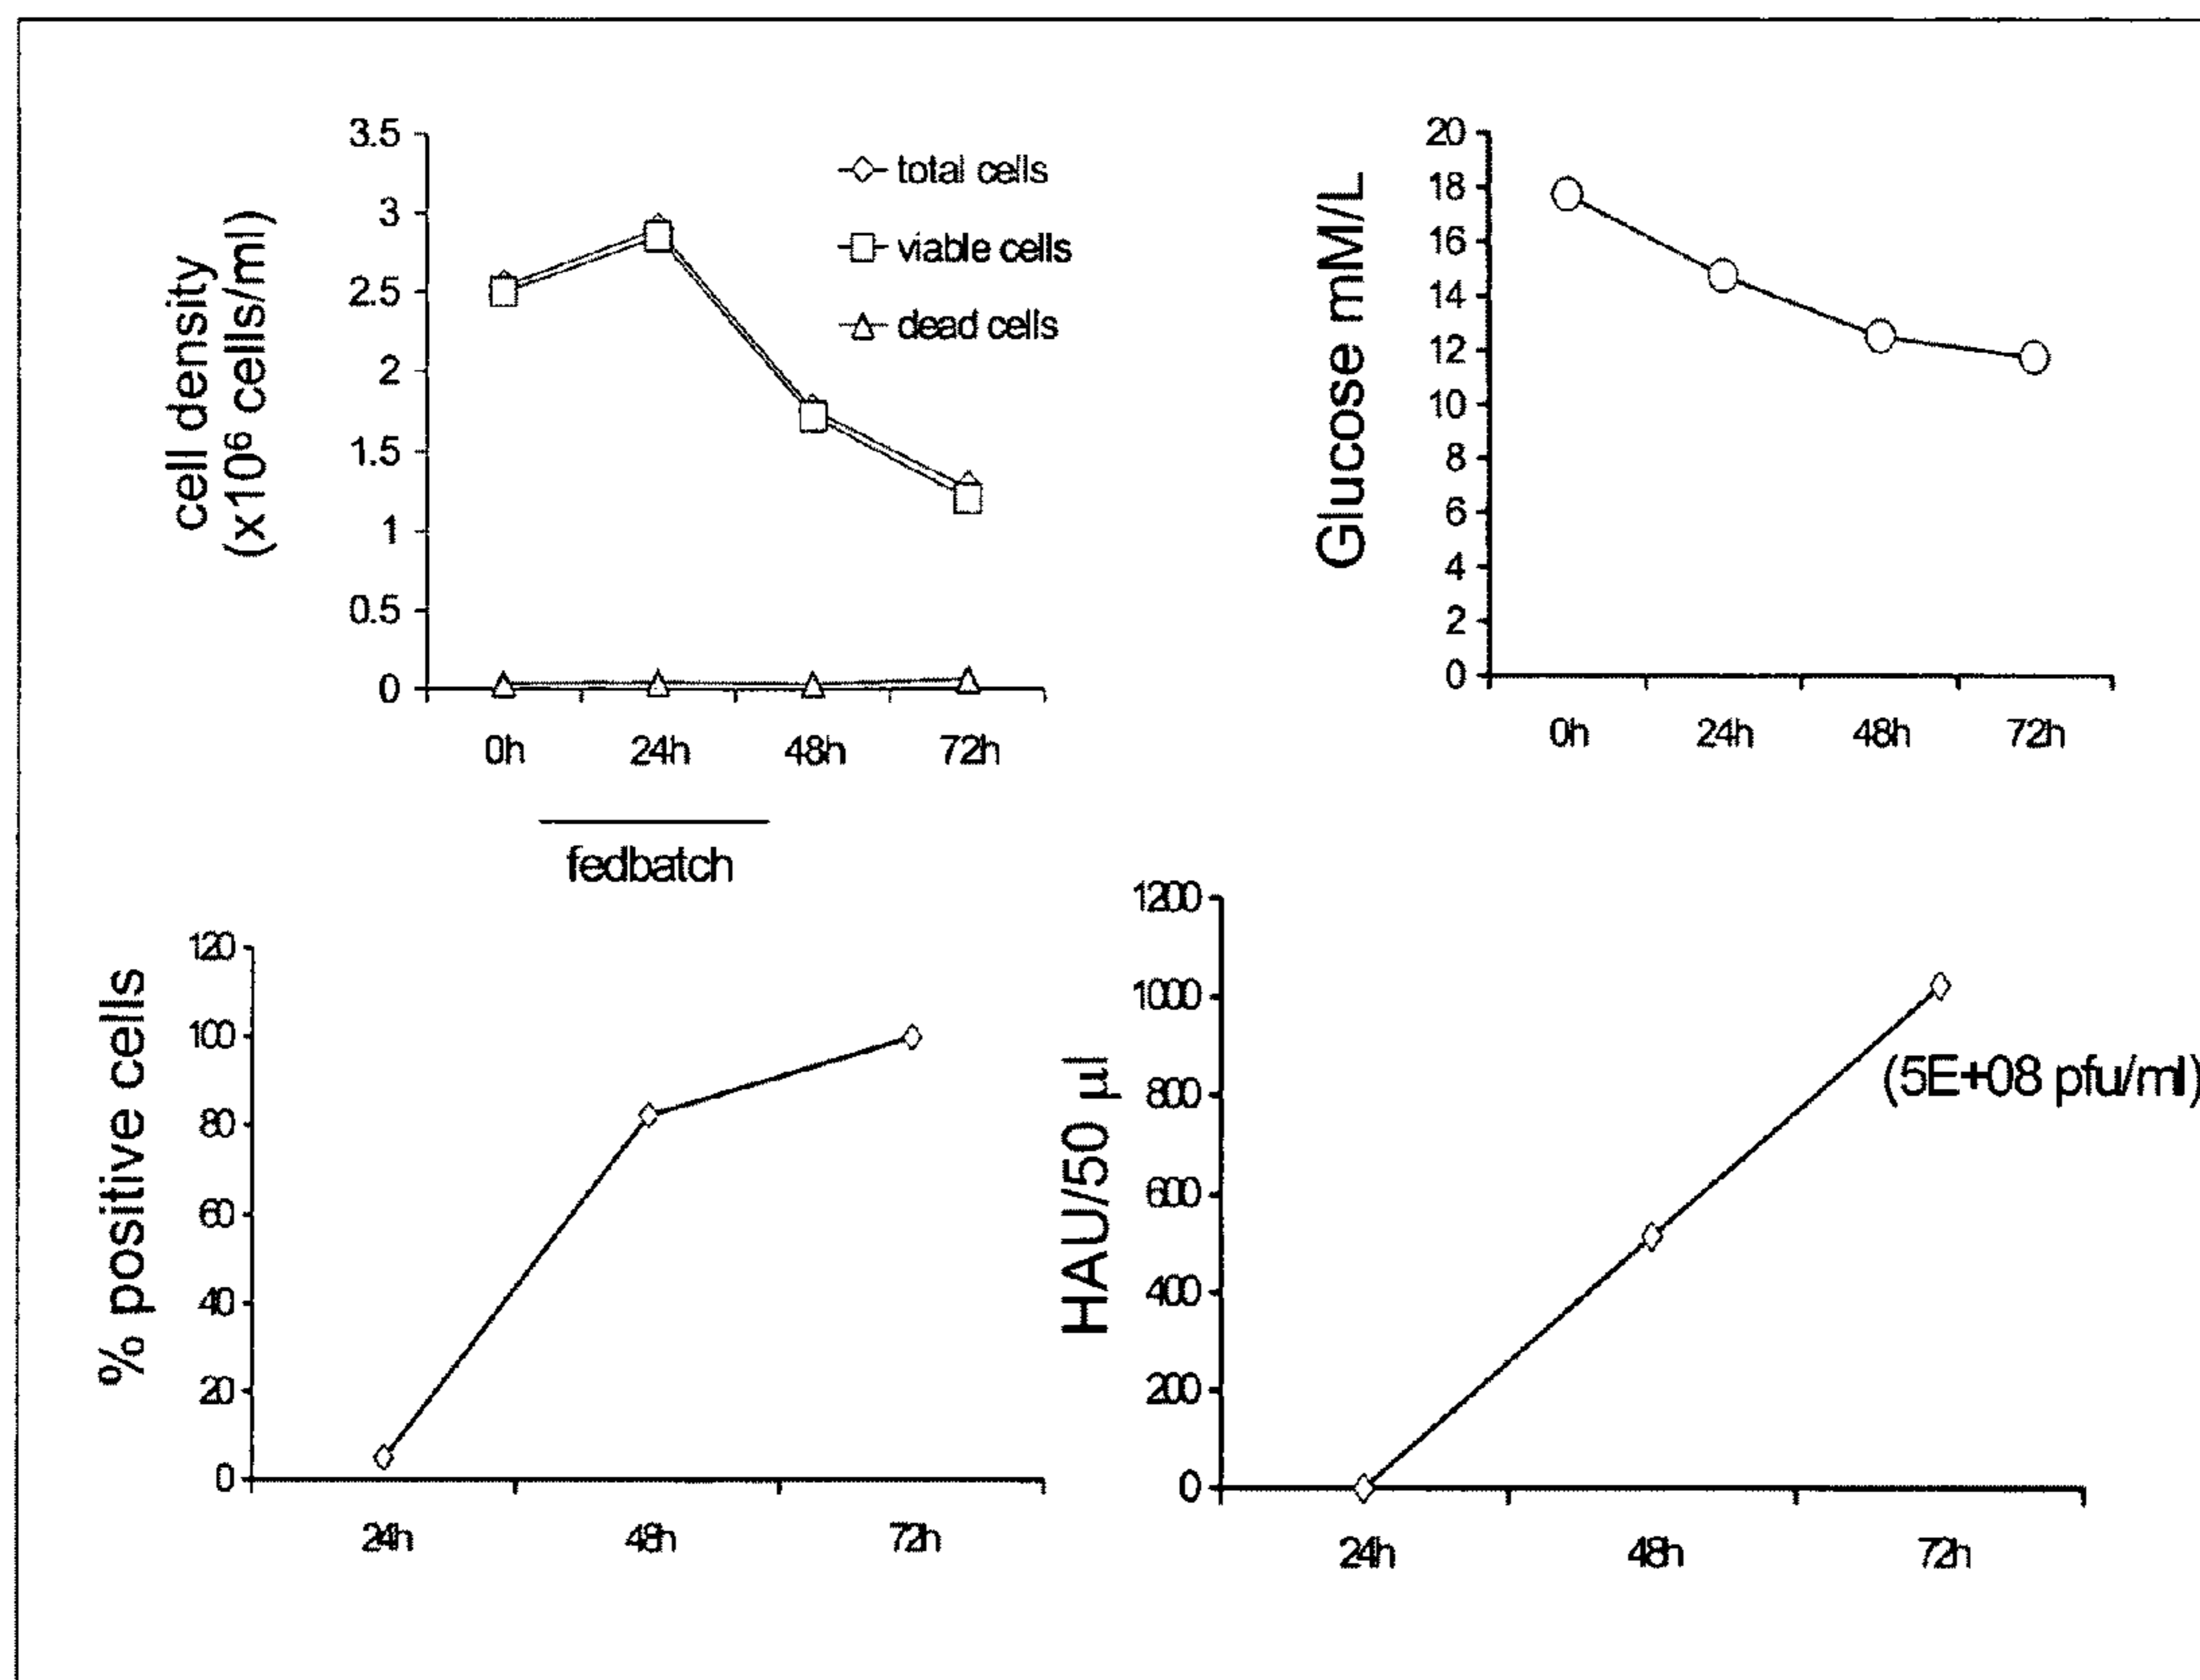 3.5
3
2.5
2
1.5
1
0.5
0
cell density
(x10⁶ cells/ml)
total cells
viable cells
dead cells
0h 24h 48h 72h
fedbatch
20
18
16
14
12
10
8
6
4
2
0
Glucose mM/L
0h 24h 48h 72h
120
100
80
60
40
20
0
% positive cells
24h 48h 72h
1200
1000
800
600
400
200
0
HAU/50 µl
(5E+08 pfu/ml)
24h 48h 72h